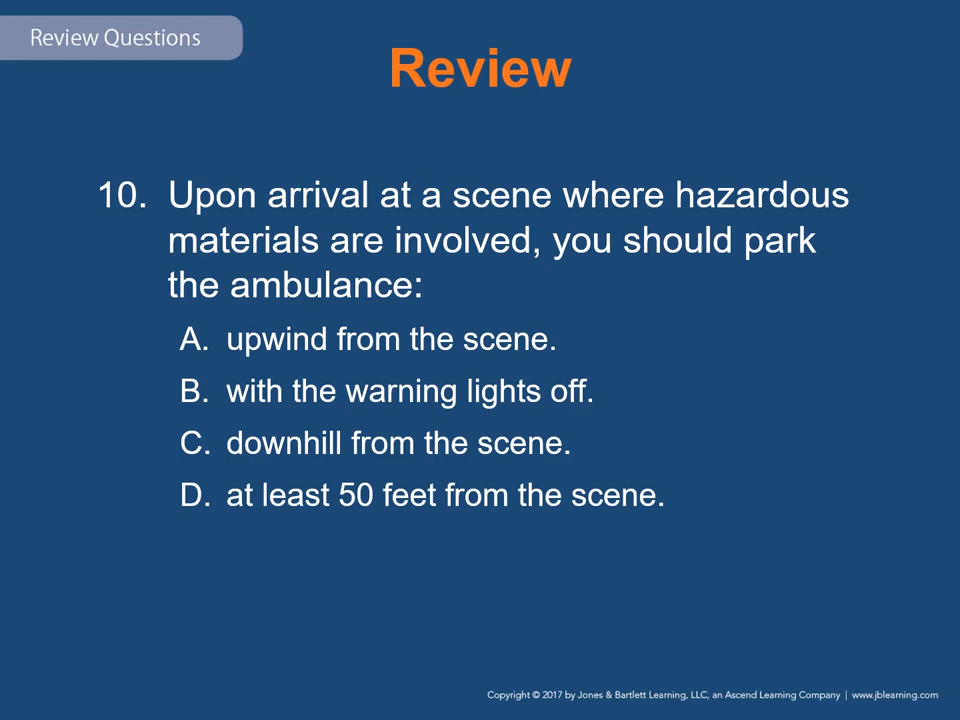 Review Questions
Review
10. Upon arrival at a scene where hazardous
materials are involved, you should park
the ambulance:
A. upwind from the scene.
B. with the warning lights off.
C. downhill from the scene.
D. at least 50 feet from the scene.
Copyright © 2017 by Jones & Bartlett Learning, LLC, an Ascend Learning Company | www.jblearning.com